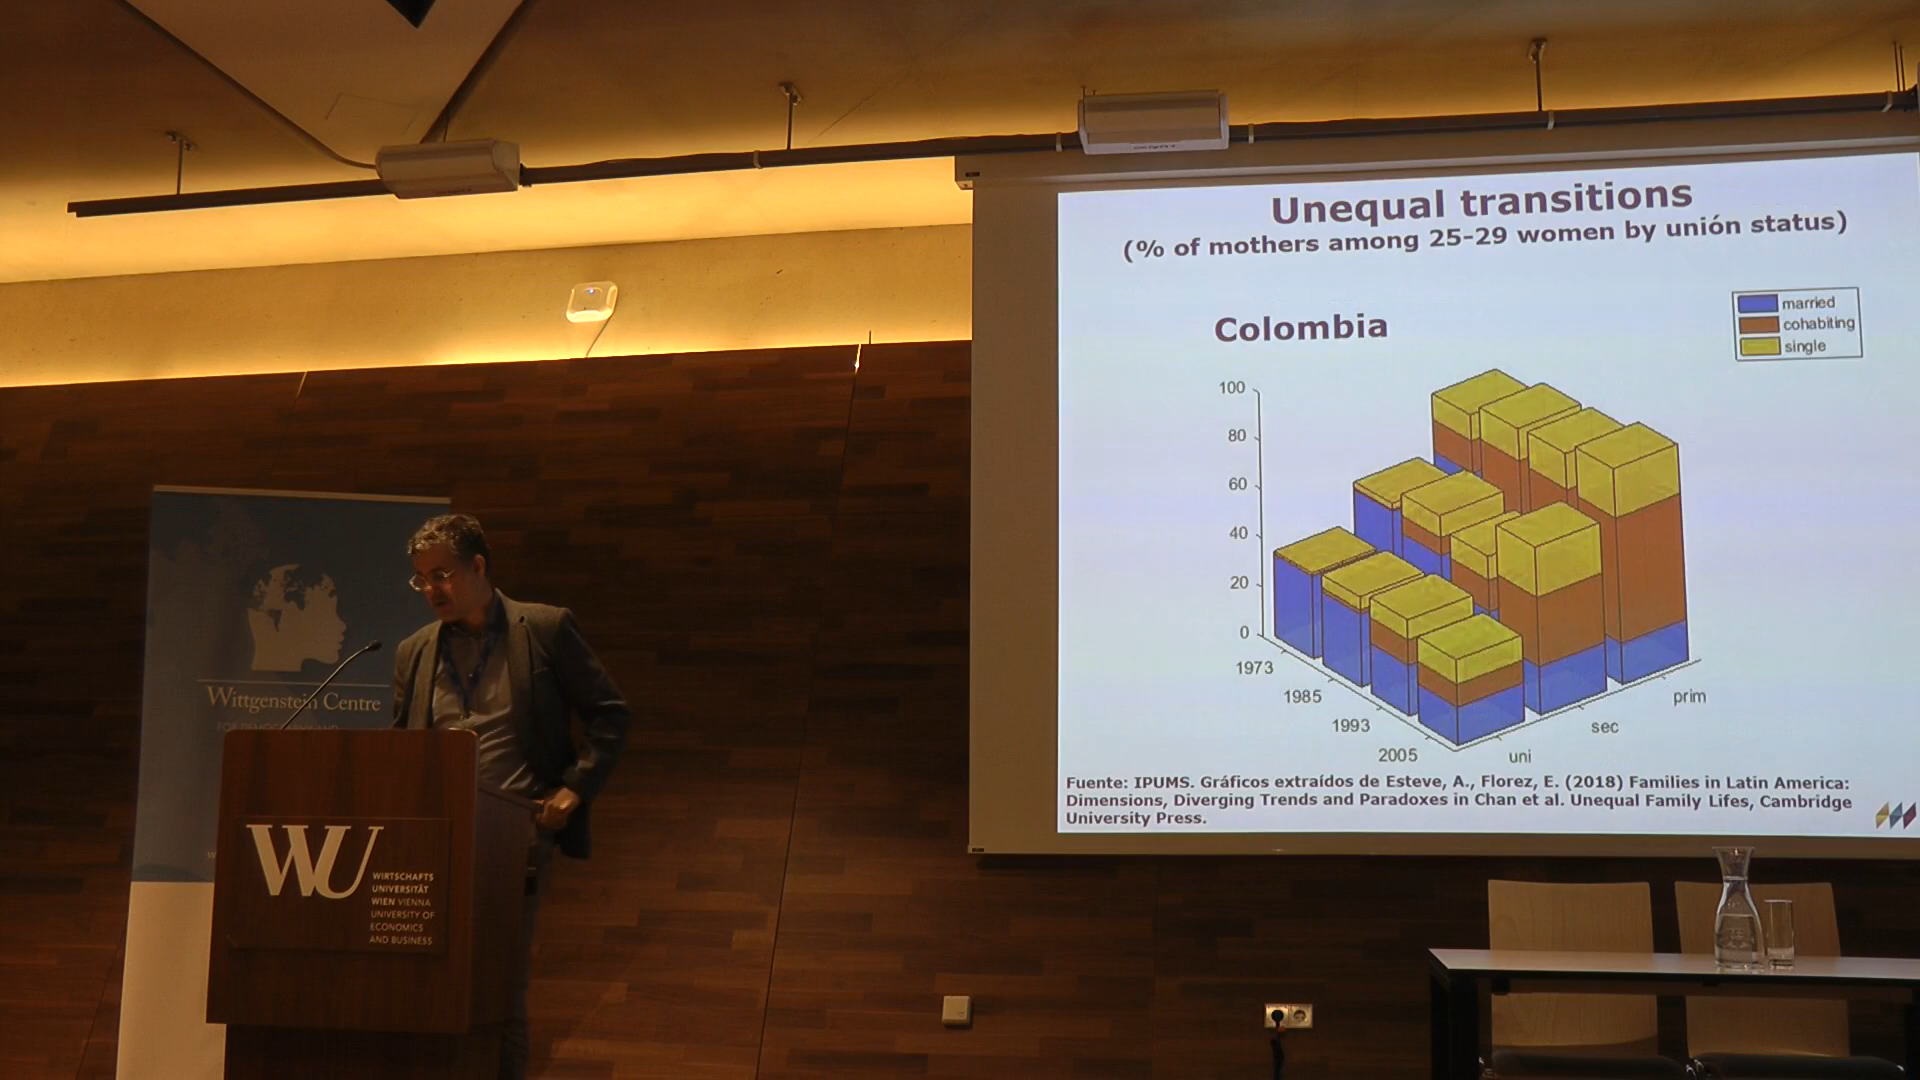 Unequal transitions
(% of mothers among 25-29 women by unión status)
married
cohabiting
single
Colombia
100
80
60
40
20
0
1973
1985
1993
2005
uni
sec
prim
Fuente: IPUMS. Gráficos extraídos de Esteve, A., Florez, E. (2018) Families in Latin America:
Dimensions, Diverging Trends and Paradoxes in Chan et al. Unequal Family Lifes, Cambridge
University Press.
Wittgenstein Centre
WU
WIRTSCHAFTS
UNIVERSITÄT
WIEN VIENNA
UNIVERSITY OF
ECONOMICS
AND BUSINESS